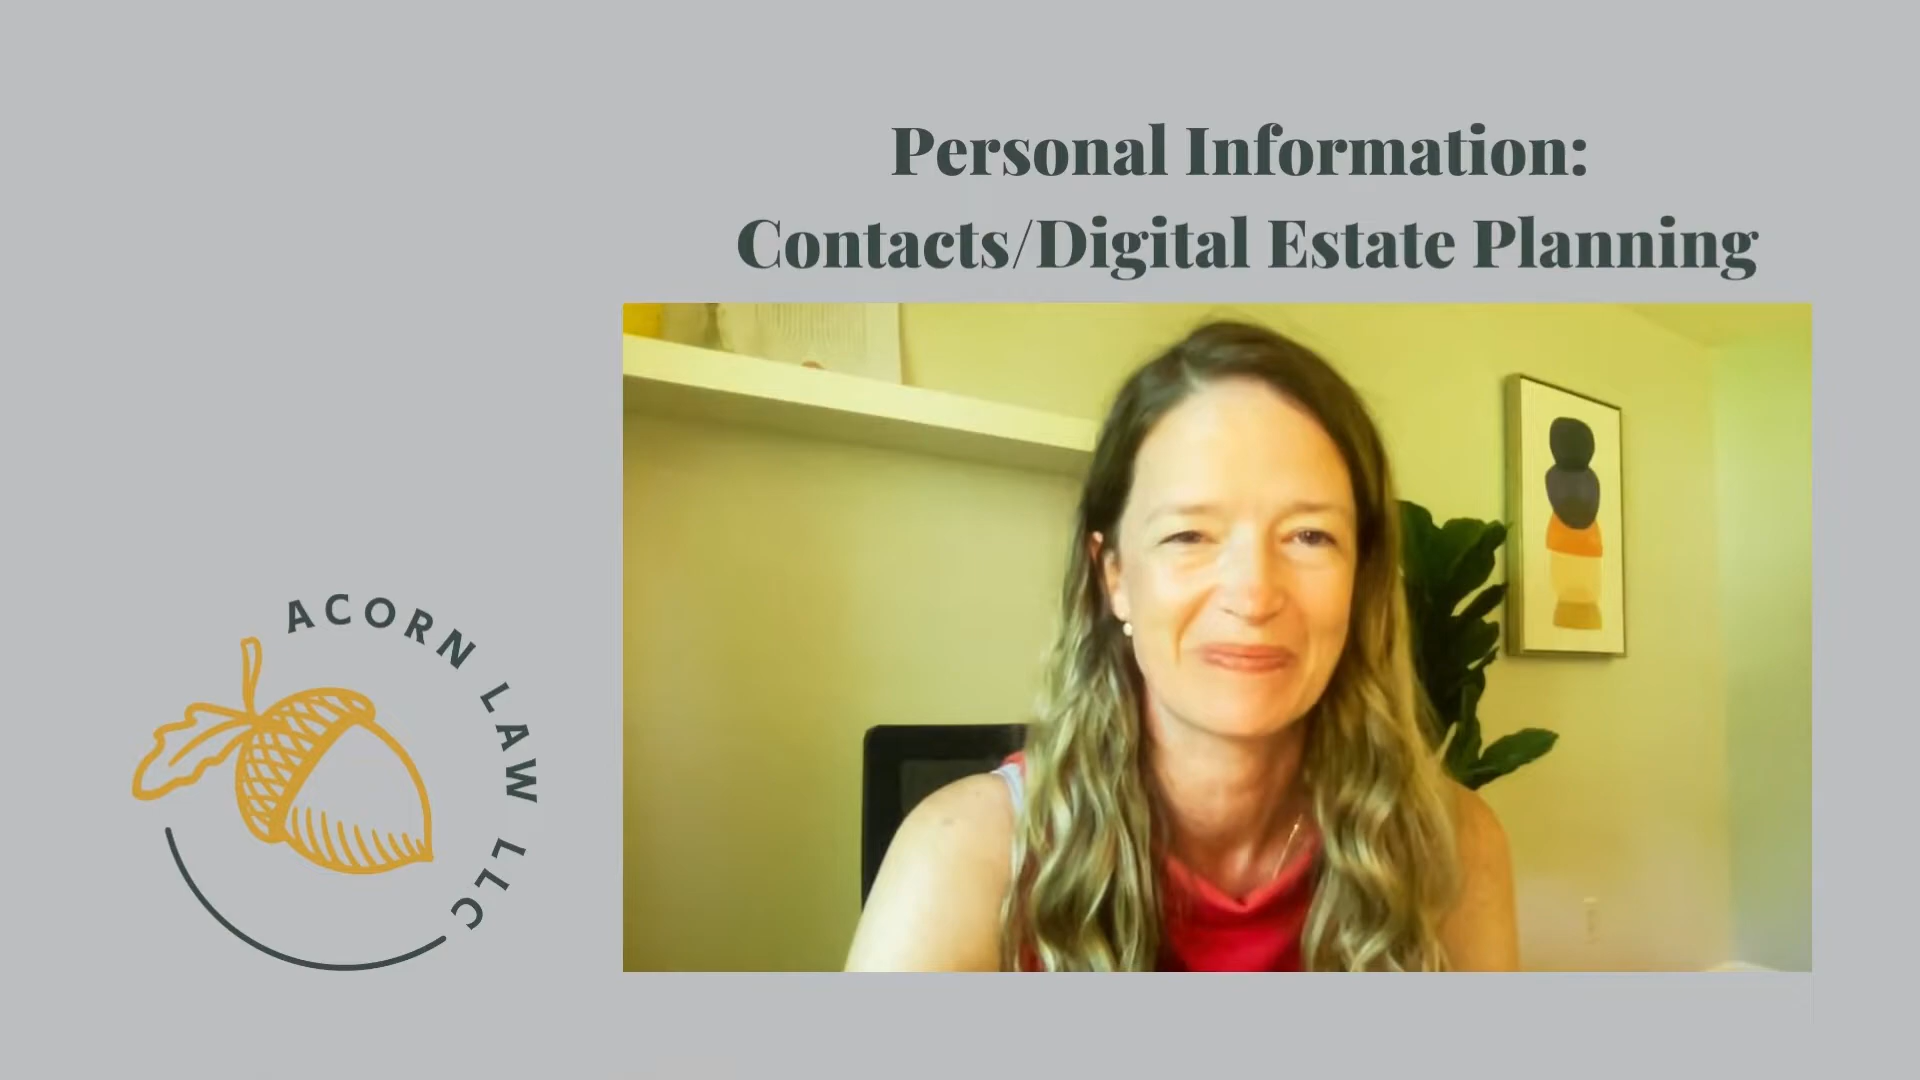 Personal Information:
Contacts/Digital Estate Planning
ACORN LAW LLC